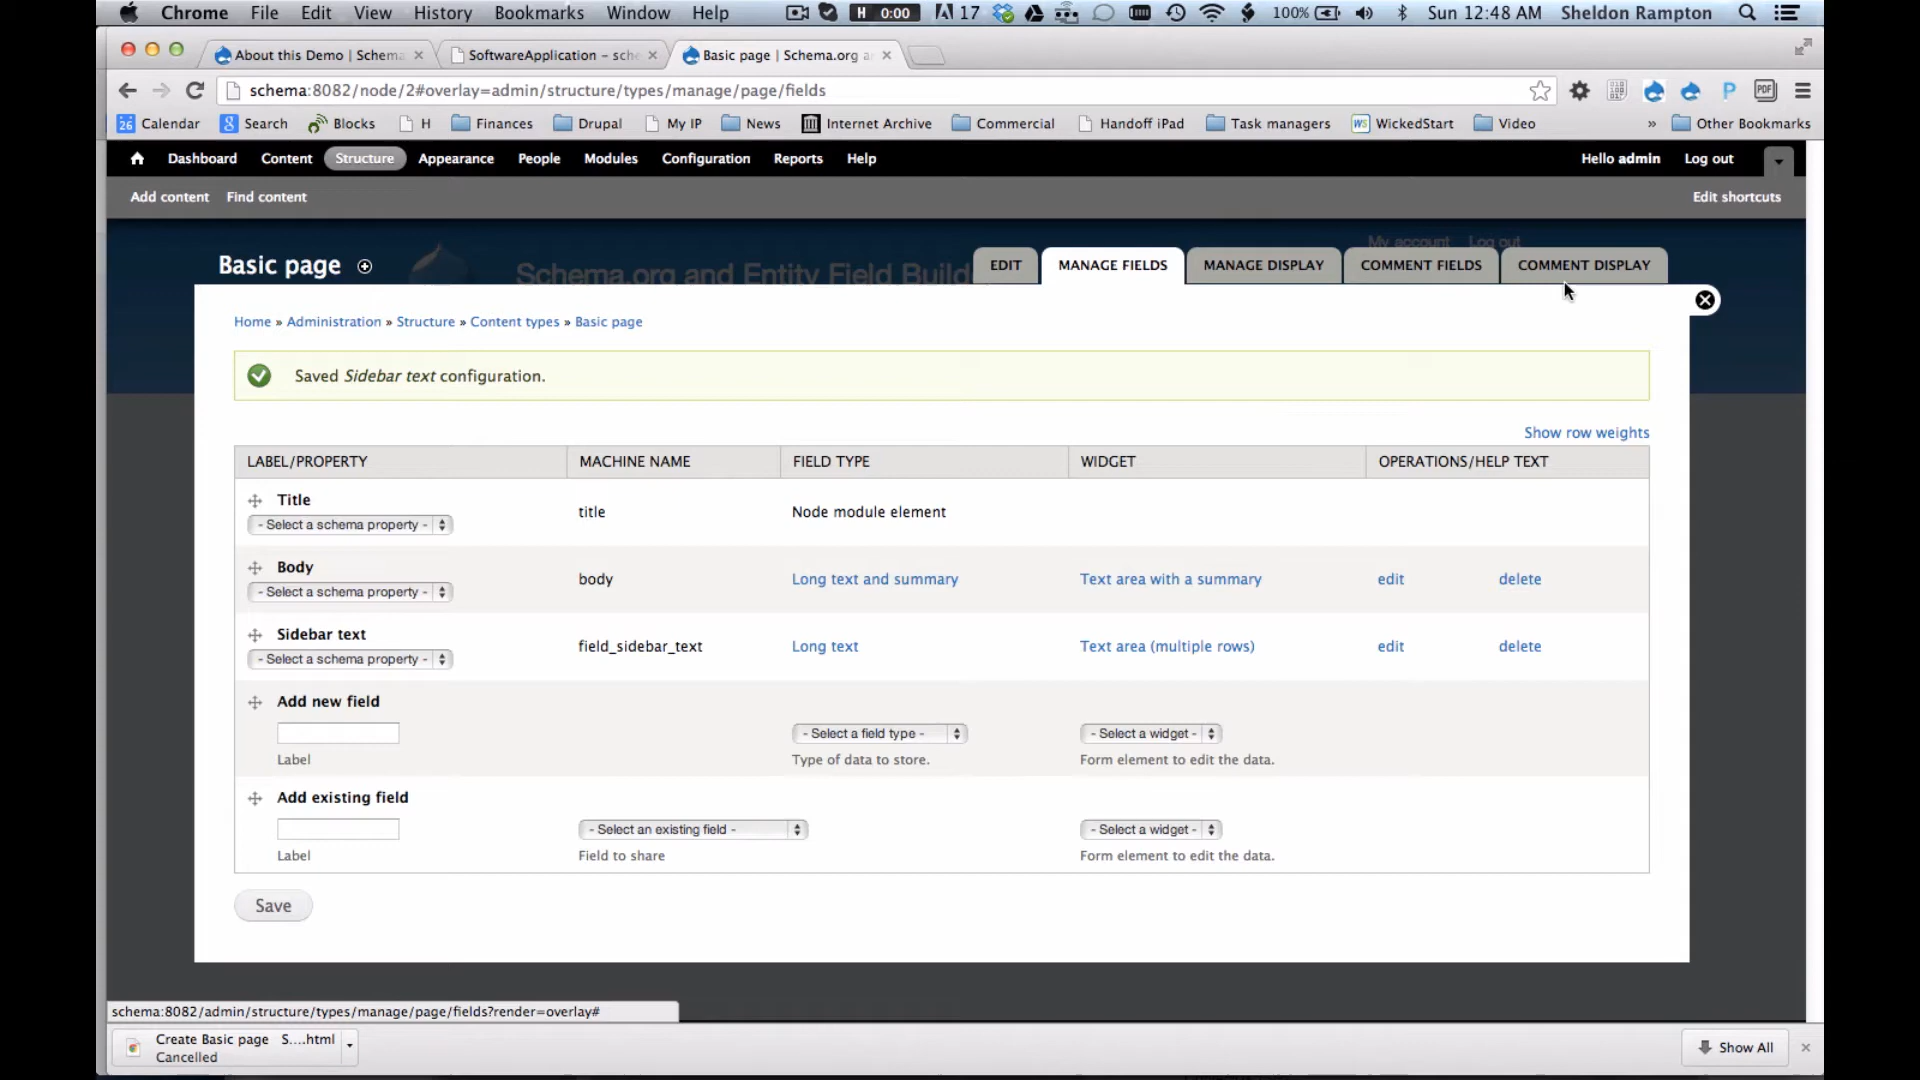 Chrome File Edit View History Bookmarks Window Help H 0:00 17 100% Sun 12:48 AM Sheldon Rampton
About this Demo | Schema SoftwareApplication – sche Basic page | Schema.org a
schema:8082/node/2#overlay=admin/structure/types/manage/page/fields
26 Calendar 8 Search Blocks H Finances Drupal My IP News Internet Archive Commercial Handoff iPad Task managers WS WickedStart Video » Other Bookmarks
Dashboard Content Structure Appearance People Modules Configuration Reports Help Hello admin Log out
Add content Find content Edit shortcuts
My account Log out
Basic page Schema.org and Entity Field Build EDIT MANAGE FIELDS MANAGE DISPLAY COMMENT FIELDS COMMENT DISPLAY
Home » Administration » Structure » Content types » Basic page
Saved Sidebar text configuration.
Show row weights
LABEL/PROPERTY MACHINE NAME FIELD TYPE WIDGET OPERATIONS/HELP TEXT
Title
- Select a schema property - title Node module element
Body
- Select a schema property - body Long text and summary Text area with a summary edit delete
Sidebar text
- Select a schema property - field_sidebar_text Long text Text area (multiple rows) edit delete
Add new field
- Select a field type - - Select a widget -
Label Type of data to store. Form element to edit the data.
Add existing field
- Select an existing field - - Select a widget -
Label Field to share Form element to edit the data.
Save
schema:8082/admin/structure/types/manage/page/fields?render=overlay#
Create Basic page S....html
Cancelled
Show All